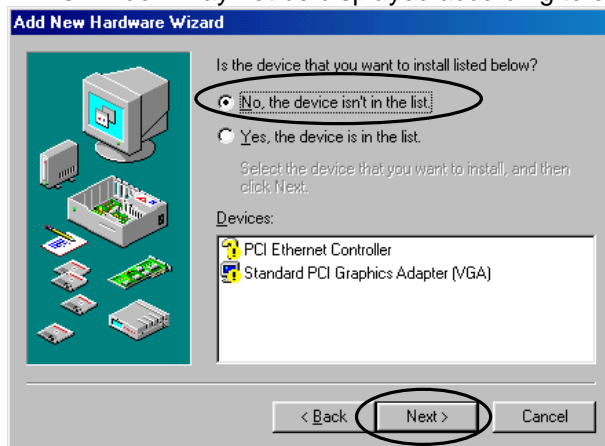 Add New Hardware Wizard
Is the device that you want to install listed below?
No, the device isn't in the list.
Yes, the device is in the list.
Select the device that you want to install, and then
click Next.
Devices:
PCI Ethernet Controller
Standard PCI Graphics Adapter (VGA)
< Back
Next >
Cancel